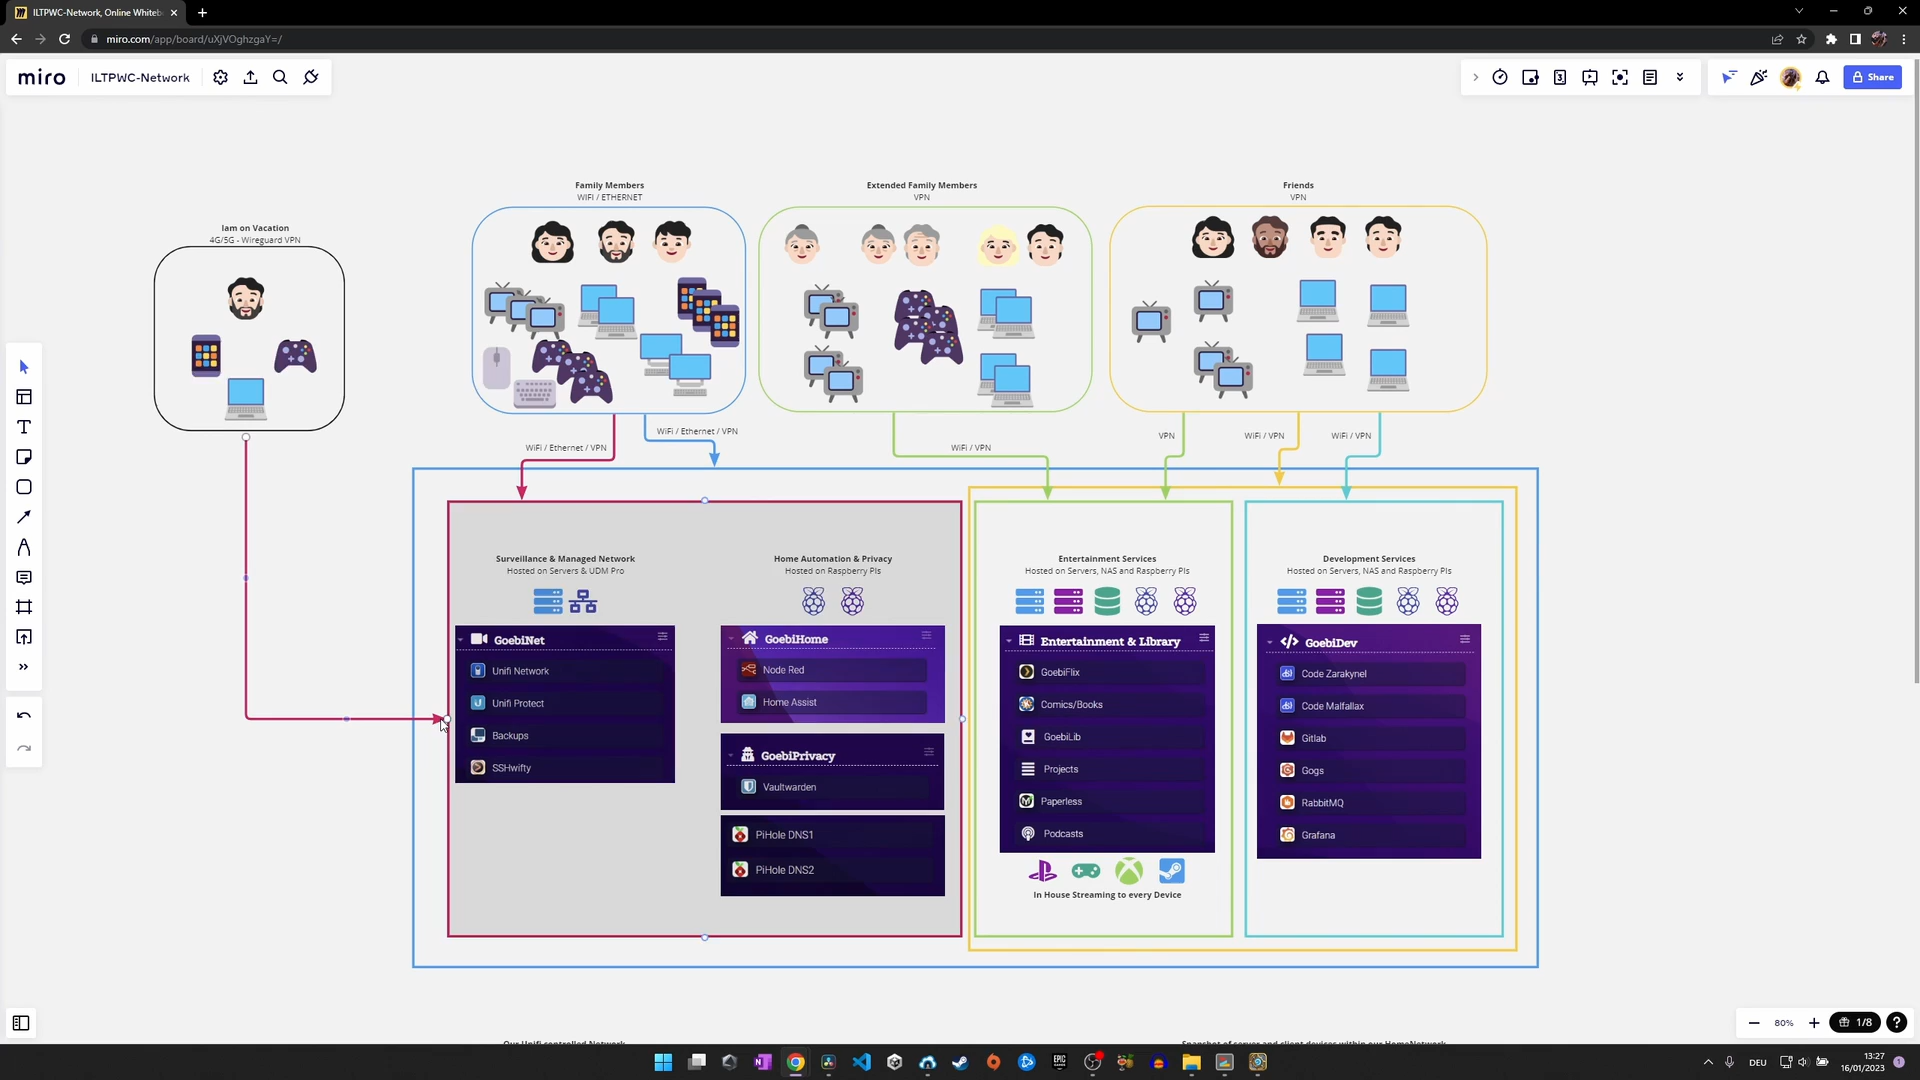 ILTPWC-Network, Online Whiteb
miro.com/app/board/uXjVOghzgaY=/
miro
ILTPWC-Network
3
Share
Family Members
WIFI / ETHERNET
Extended Family Members
VPN
Friends
VPN
Iam on Vacation
4G/5G - Wireguard VPN
WiFi / Ethernet / VPN
WiFi / Ethernet / VPN
WiFi / VPN
VPN
WiFi / VPN
WiFi / VPN
Surveillance & Managed Network
Hosted on Servers & UDM Pro
Home Automation & Privacy
Hosted on Raspberry PIs
Entertainment Services
Hosted on Servers, NAS and Raspberry PIs
Development Services
Hosted on Servers, NAS and Raspberry PIs
GoebiNet
Unifi Network
Unifi Protect
Backups
SSHwifty
GoebiHome
Node Red
Home Assist
GoebiPrivacy
Vaultwarden
PiHole DNS1
PiHole DNS2
Entertainment & Library
GoebiFlix
Comics/Books
GoebiLib
Projects
Paperless
Podcasts
In House Streaming to every Device
GoebiDev
Code Zarakynel
Code Malfallax
Gitlab
Gogs
RabbitMQ
Grafana
80%
1/8
?
Our Unifi controlled Network
Snapshot of server and client devices within our HomeNetwork
DEU
13:27
16/01/2023
1